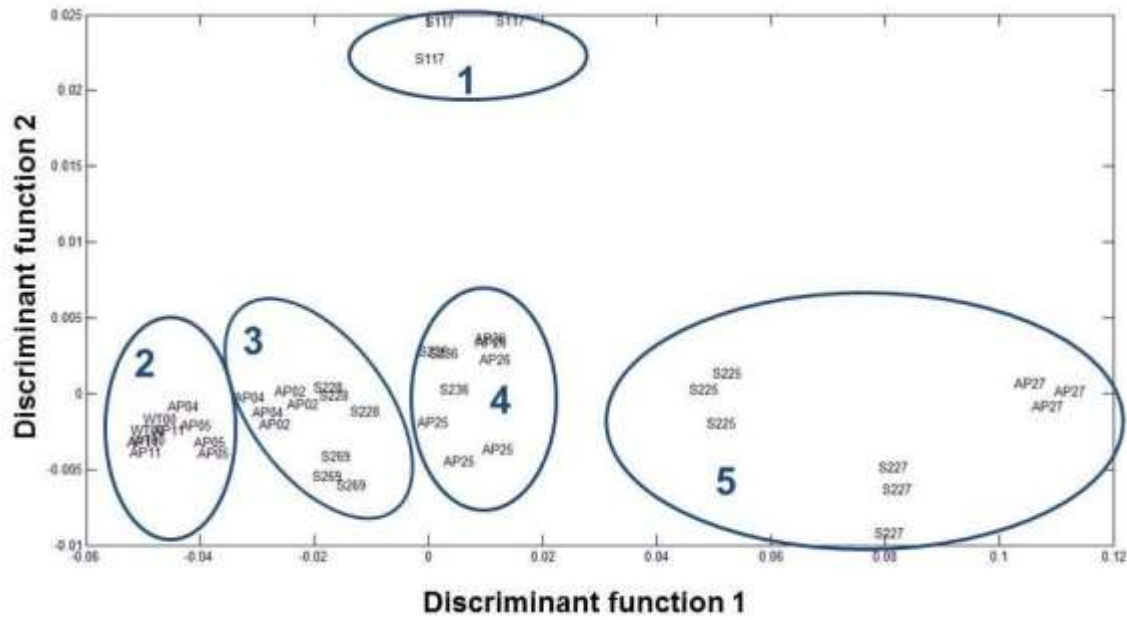 0.025
S117 S117
S117
1
0.02
0.015
0.01
0.005
0
-0.005
-0.01
Discriminant function 2
2
AP04
WT00
AP11 AP05
AP05
AP11 AP05
3
AP04 AP02 S228
AP04 AP02 S228
AP02 S228
S269
S269 S269
4
S236 AP26
S236 AP26
AP26
S236
AP25
AP25
AP25
5
S225
S225
S225
AP27
AP27
AP27
S227
S227
S227
-0.06 -0.04 -0.02 0 0.02 0.04 0.06 0.08 0.1 0.12
Discriminant function 1